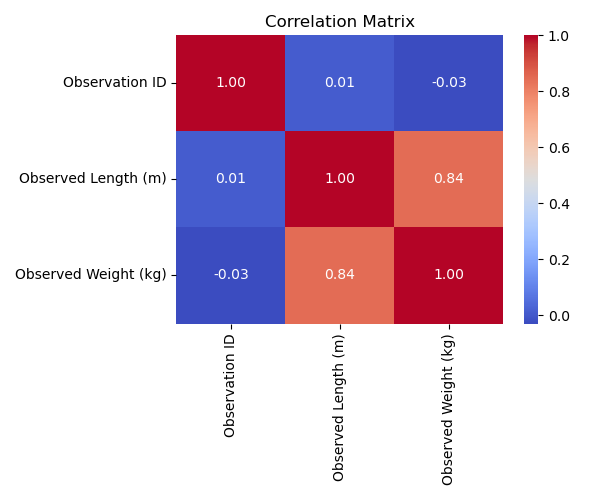 Correlation Matrix
Observation ID
1.00
0.01
-0.03
Observed Length (m)
0.01
1.00
0.84
Observed Weight (kg)
-0.03
0.84
1.00
Observation ID
Observed Length (m)
Observed Weight (kg)
1.0
0.8
0.6
0.4
0.2
0.0